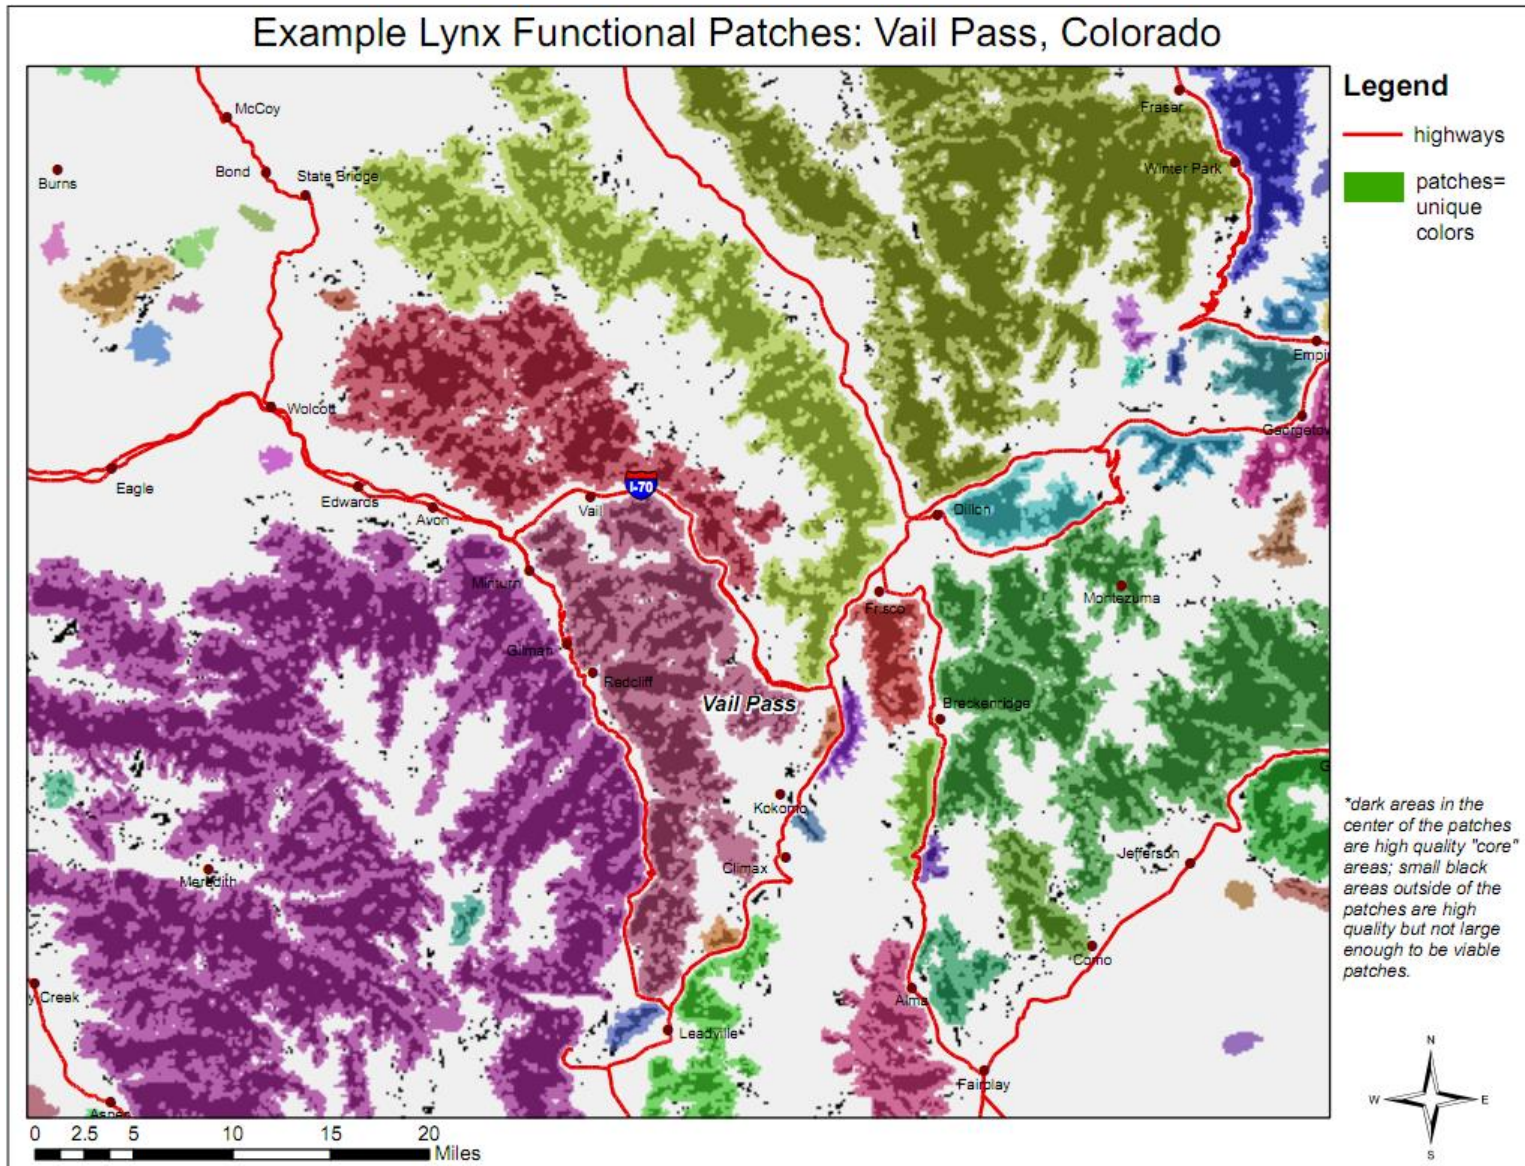 Example Lynx Functional Patches: Vail Pass, Colorado
Legend
highways
patches=
unique
colors
McCoy
Fraser
Burns
Bond
State Bridge
Winter Park
Wolcott
Empi
Georgetow
Eagle
Edwards
Avon
I-70
Vail
Dillon
Minturn
Frisco
Montezuma
Gilman
Redcliff
Vail Pass
Breckenridge
G
Kokomo
Climax
Jefferson
Meredith
Como
y Creek
Alma
Leadville
Fairplay
Aspen
*dark areas in the
center of the patches
are high quality "core"
areas; small black
areas outside of the
patches are high
quality but not large
enough to be viable
patches.
N
W E
S
0 2.5 5 10 15 20
Miles